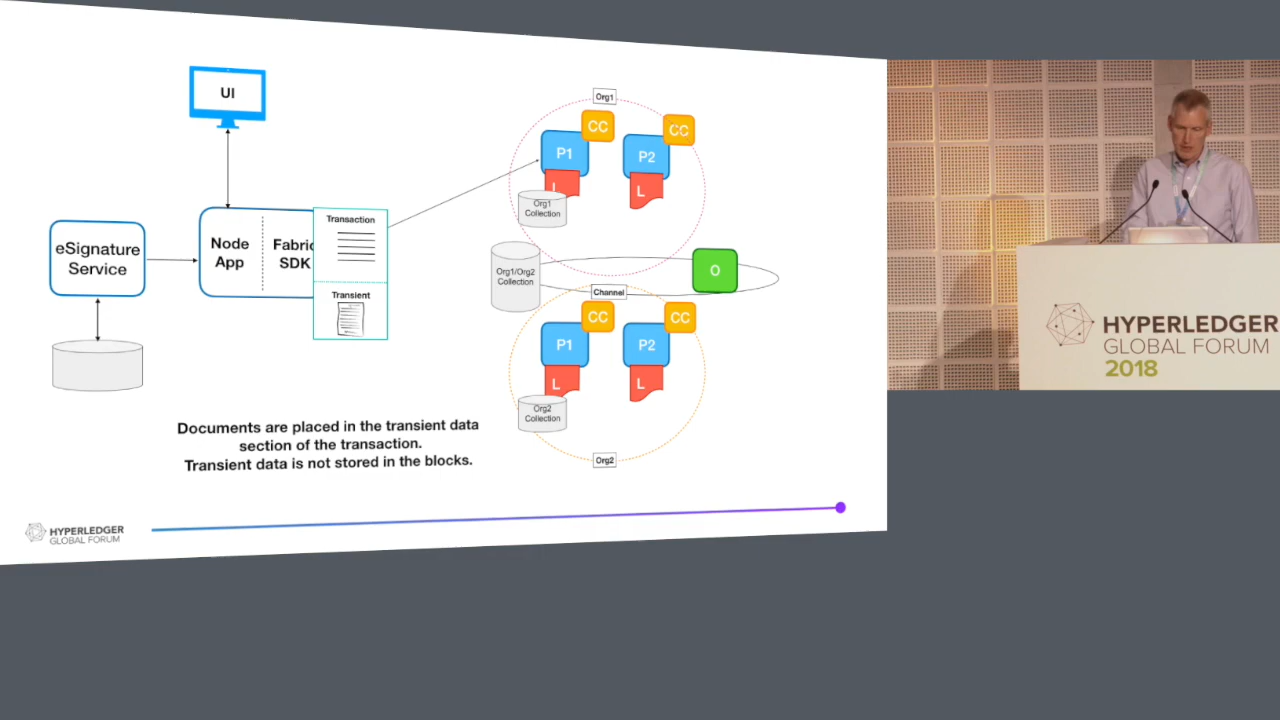 UI
eSignature
Service
Node
App
Fabric
SDK
Transaction
Transient
Org1
CC
CC
P1
P2
L
L
Org1
Collection
Org1/Org2
Collection
O
Channel
CC
CC
P1
P2
L
L
Org2
Collection
Org2
Documents are placed in the transient data
section of the transaction.
Transient data is not stored in the blocks.
HYPERLEDGER
GLOBAL FORUM
HYPERLEDGER
GLOBAL FORUM
2018